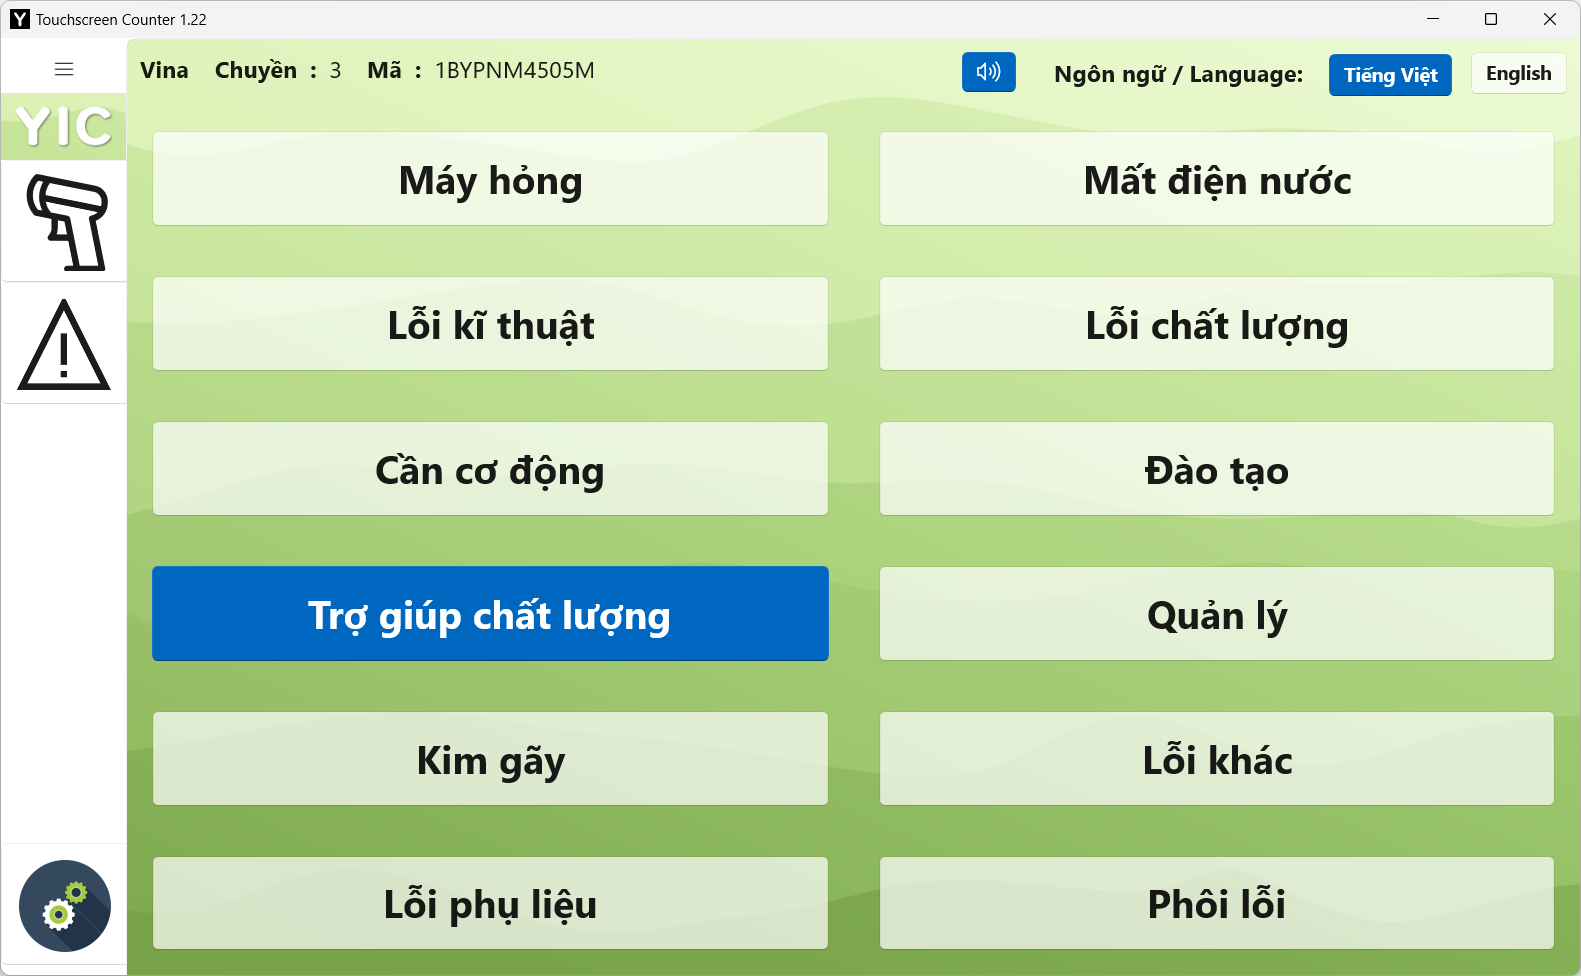 Touchscreen Counter 1.22
Vina Chuyền : 3 Mã : 1BYPNM4505M Ngôn ngữ / Language: Tiếng Việt English
YIC
Máy hỏng Mất điện nước
Lỗi kĩ thuật Lỗi chất lượng
Cần cơ động Đào tạo
Trợ giúp chất lượng Quản lý
Kim gãy Lỗi khác
Lỗi phụ liệu Phôi lỗi